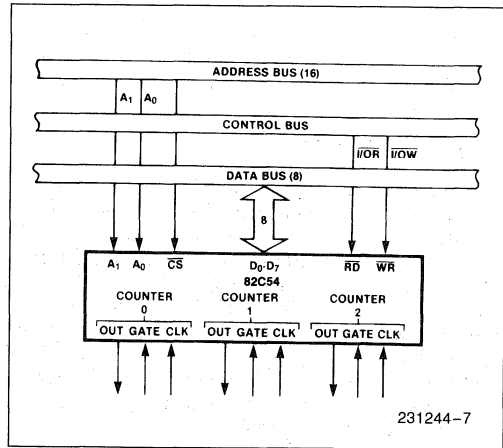 ADDRESS BUS (16)
A₁ A₀
CONTROL BUS
I/OR I/OW
DATA BUS (8)
8
A₁ A₀ CS D₀-D₇ RD WR
82C54
COUNTER COUNTER COUNTER
0 1 2
OUT GATE CLK OUT GATE CLK OUT GATE CLK
231244-7